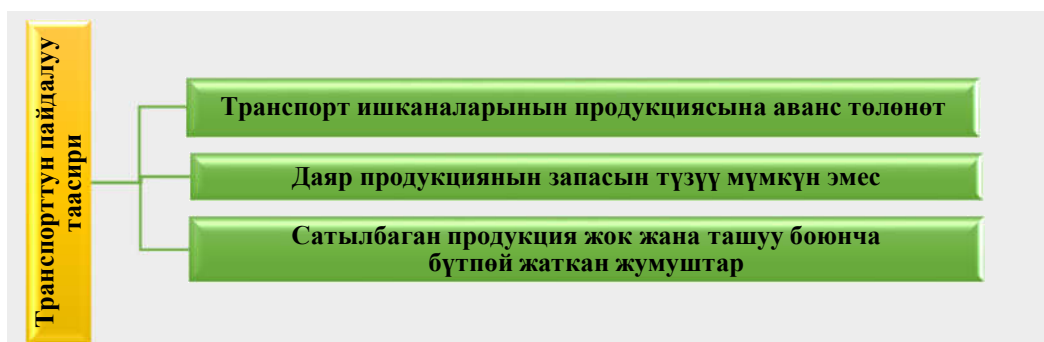 Транспорттун пайдалуу
таасири
Транспорт ишканаларынын продукциясына аванс төлөнөт
Даяр продукциянын запасын түзүү мүмкүн эмес
Сатылбаган продукция жок жана ташуу боюнча
бүтпөй жаткан жумуштар